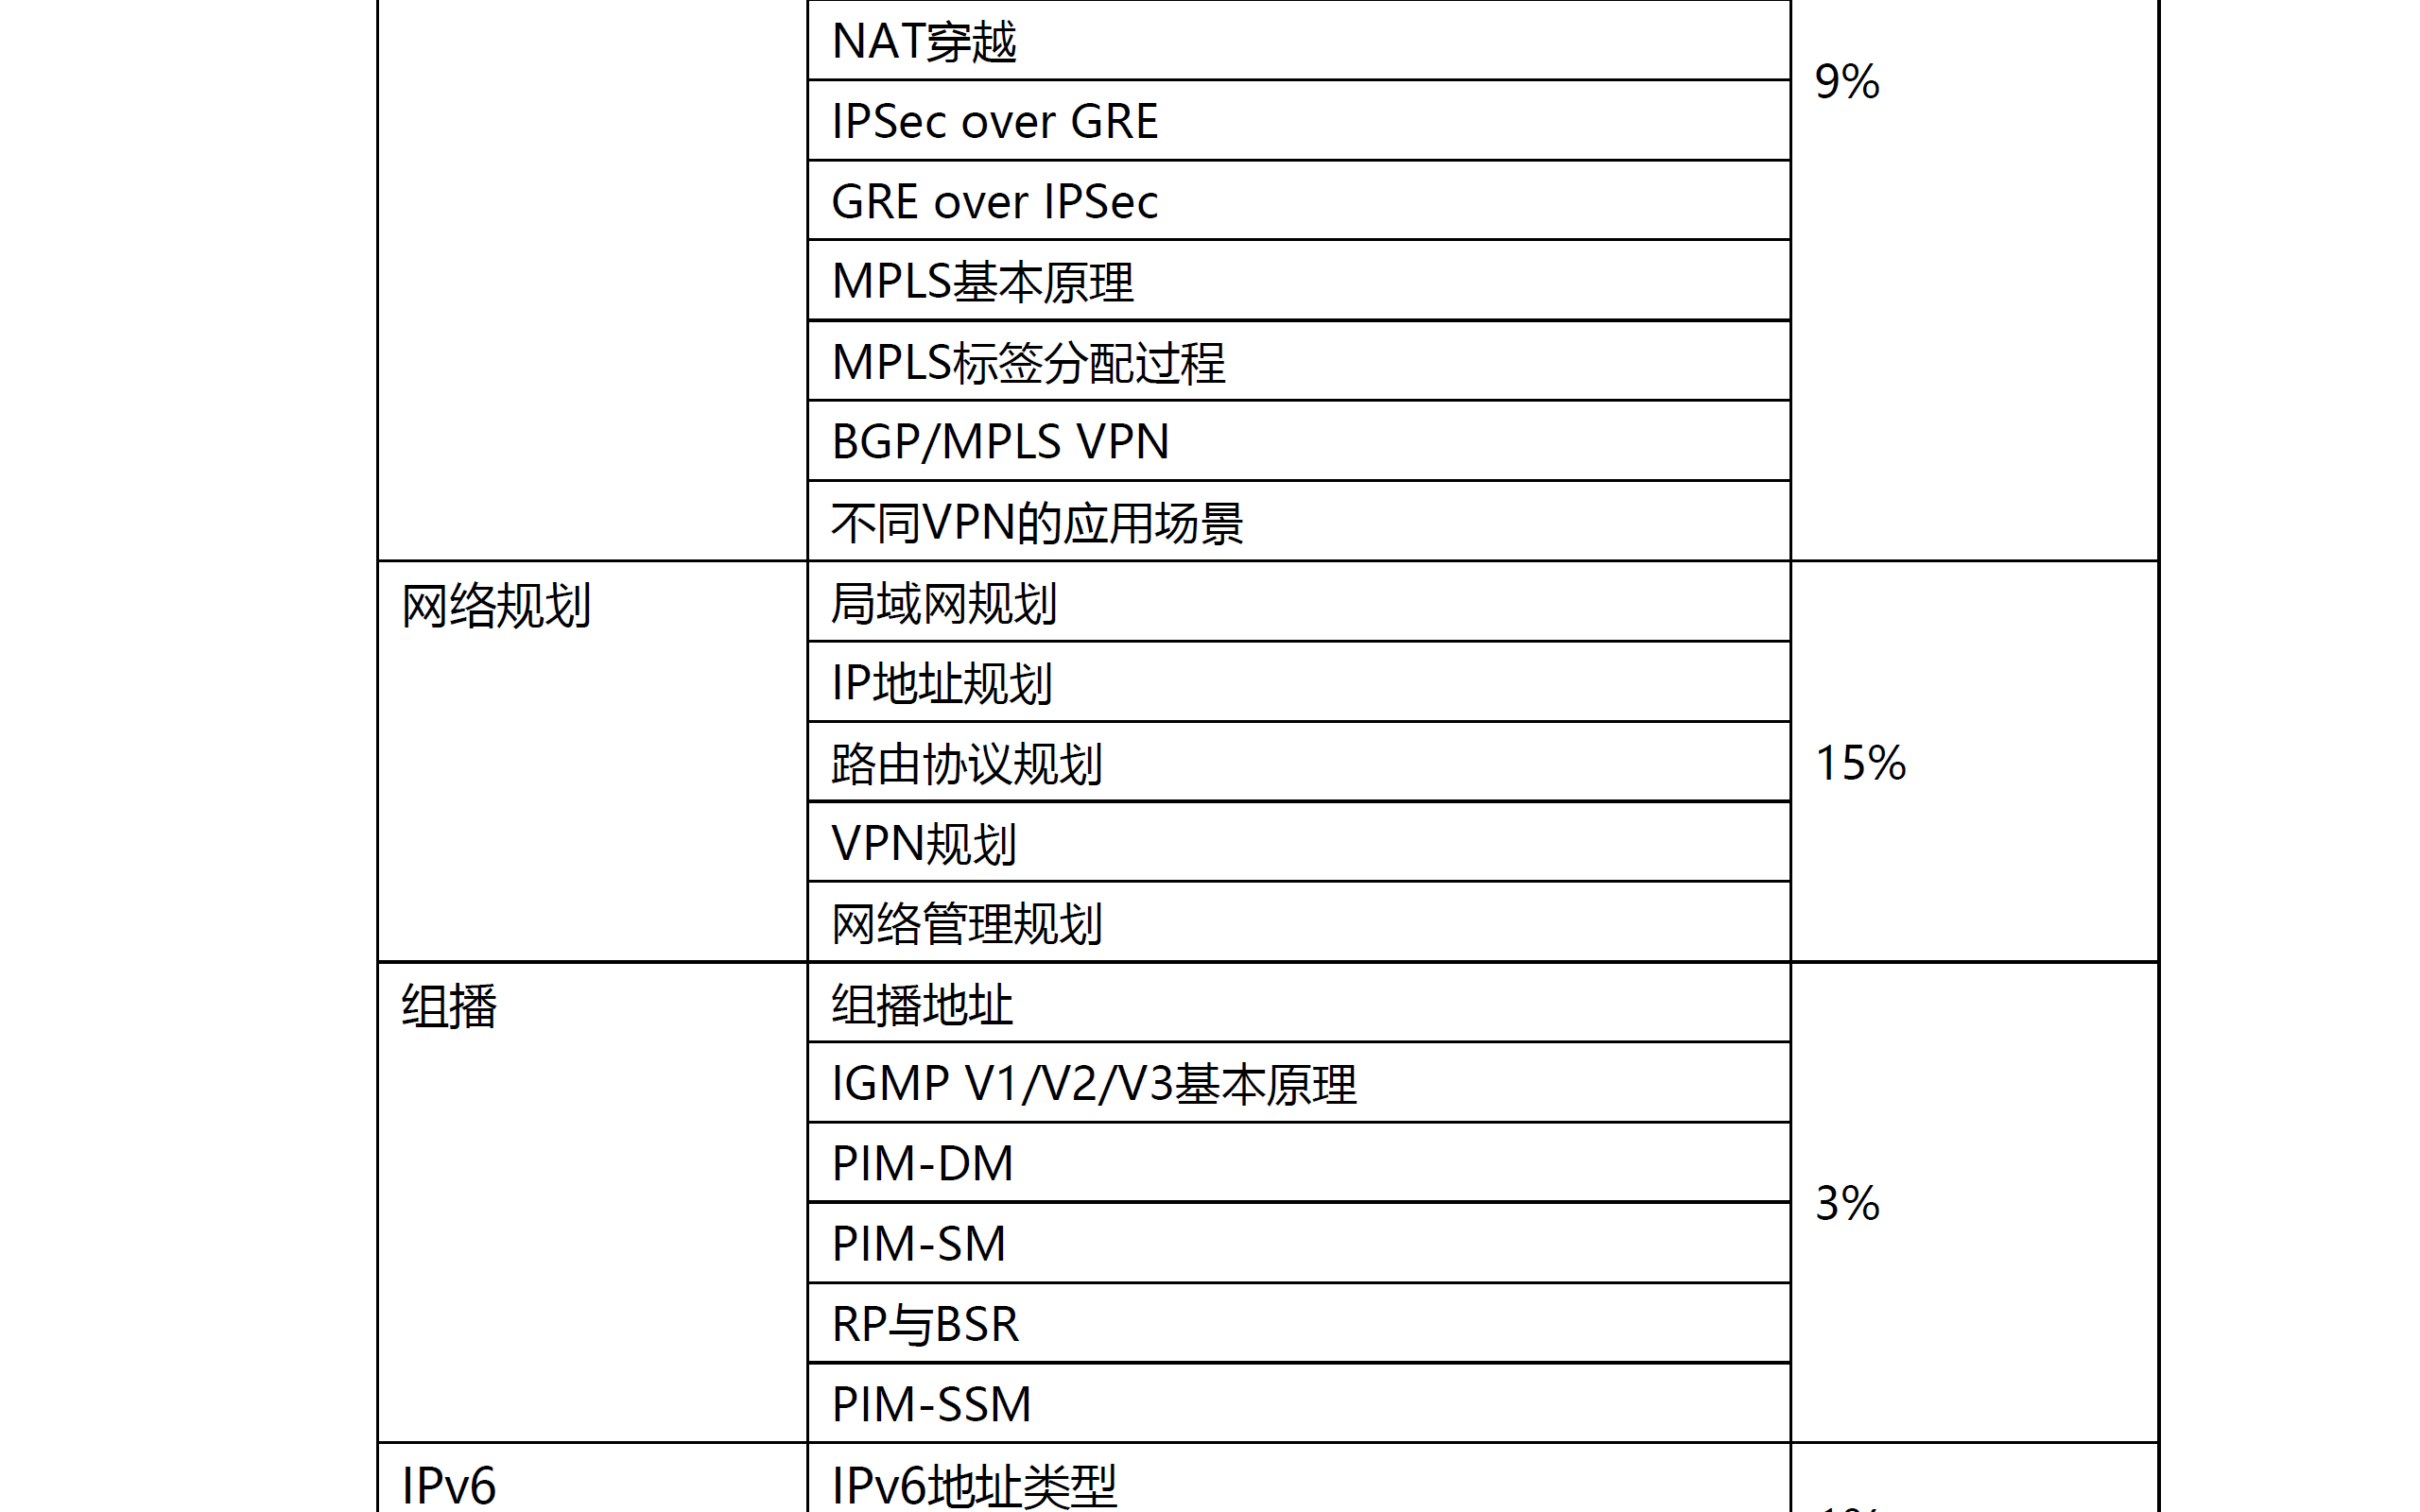 NAT穿越
9%
IPSec over GRE
GRE over IPSec
MPLS基本原理
MPLS标签分配过程
BGP/MPLS VPN
不同VPN的应用场景
网络规划
局域网规划
IP地址规划
路由协议规划
15%
VPN规划
网络管理规划
组播
组播地址
IGMP V1/V2/V3基本原理
PIM-DM
PIM-SM
3%
RP与BSR
PIM-SSM
IPv6
IPv6地址类型